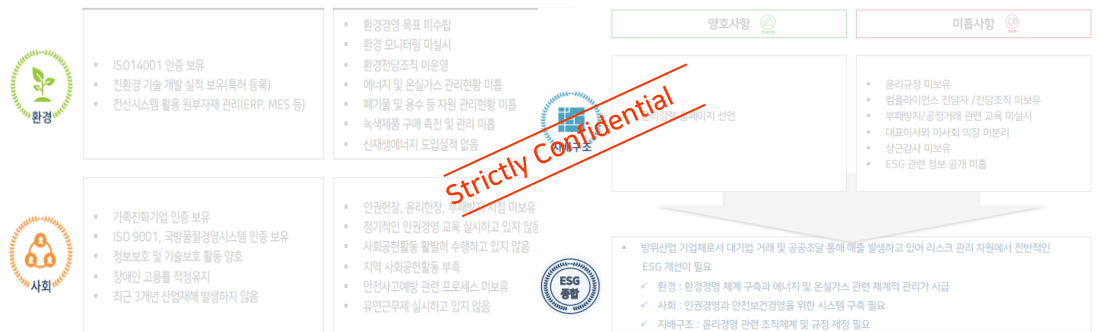 환경
ISO14001 인증 보유
친환경 기술 개발 실적 보유(특허 등록)
전산시스템 활용 원부자재 관리(ERP, MES 등)
환경경영 목표 미수립
환경 모니터링 미실시
환경전담조직 미운영
에너지 및 온실가스 관리현황 미흡
폐기물 및 용수 등 자원 관리현황 미흡
녹색제품 구매 촉진 및 관리 미흡
신재생에너지 도입실적 없음
사회
가족친화기업 인증 보유
ISO 9001, 국방품질경영시스템 인증 보유
정보보호 및 기술보호 활동 양호
장애인 고용률 적정유지
최근 3개년 산업재해 발생하지 않음
인권헌장, 윤리헌장, 부패방지 지침 미보유
정기적인 인권경영 교육 실시하고 있지 않음
사회공헌활동 활발히 수행하고 있지 않음
지역 사회공헌활동 부족
안전사고예방 관련 프로세스 미보유
유연근무제 실시하고 있지 않음
Strictly Confidential
양호사항
미흡사항
지배구조
홈페이지 선언
윤리규정 미보유
컴플라이언스 전담자 /전담조직 미보유
부패방지/공정거래 관련 교육 미실시
대표이사와 이사회 의장 미분리
상근감사 미보유
ESG 관련 정보 공개 미흡
ESG
종합
방위산업 기업체로서 대기업 거래 및 공공조달 통해 매출 발생하고 있어 리스크 관리 차원에서 전반적인
ESG 개선이 필요
✓ 환경 : 환경경영 체계 구축과 에너지 및 온실가스 관련 체계적 관리가 시급
✓ 사회 : 인권경영과 안전보건경영을 위한 시스템 구축 필요
✓ 지배구조 : 윤리경영 관련 조직체계 및 규정 제정 필요